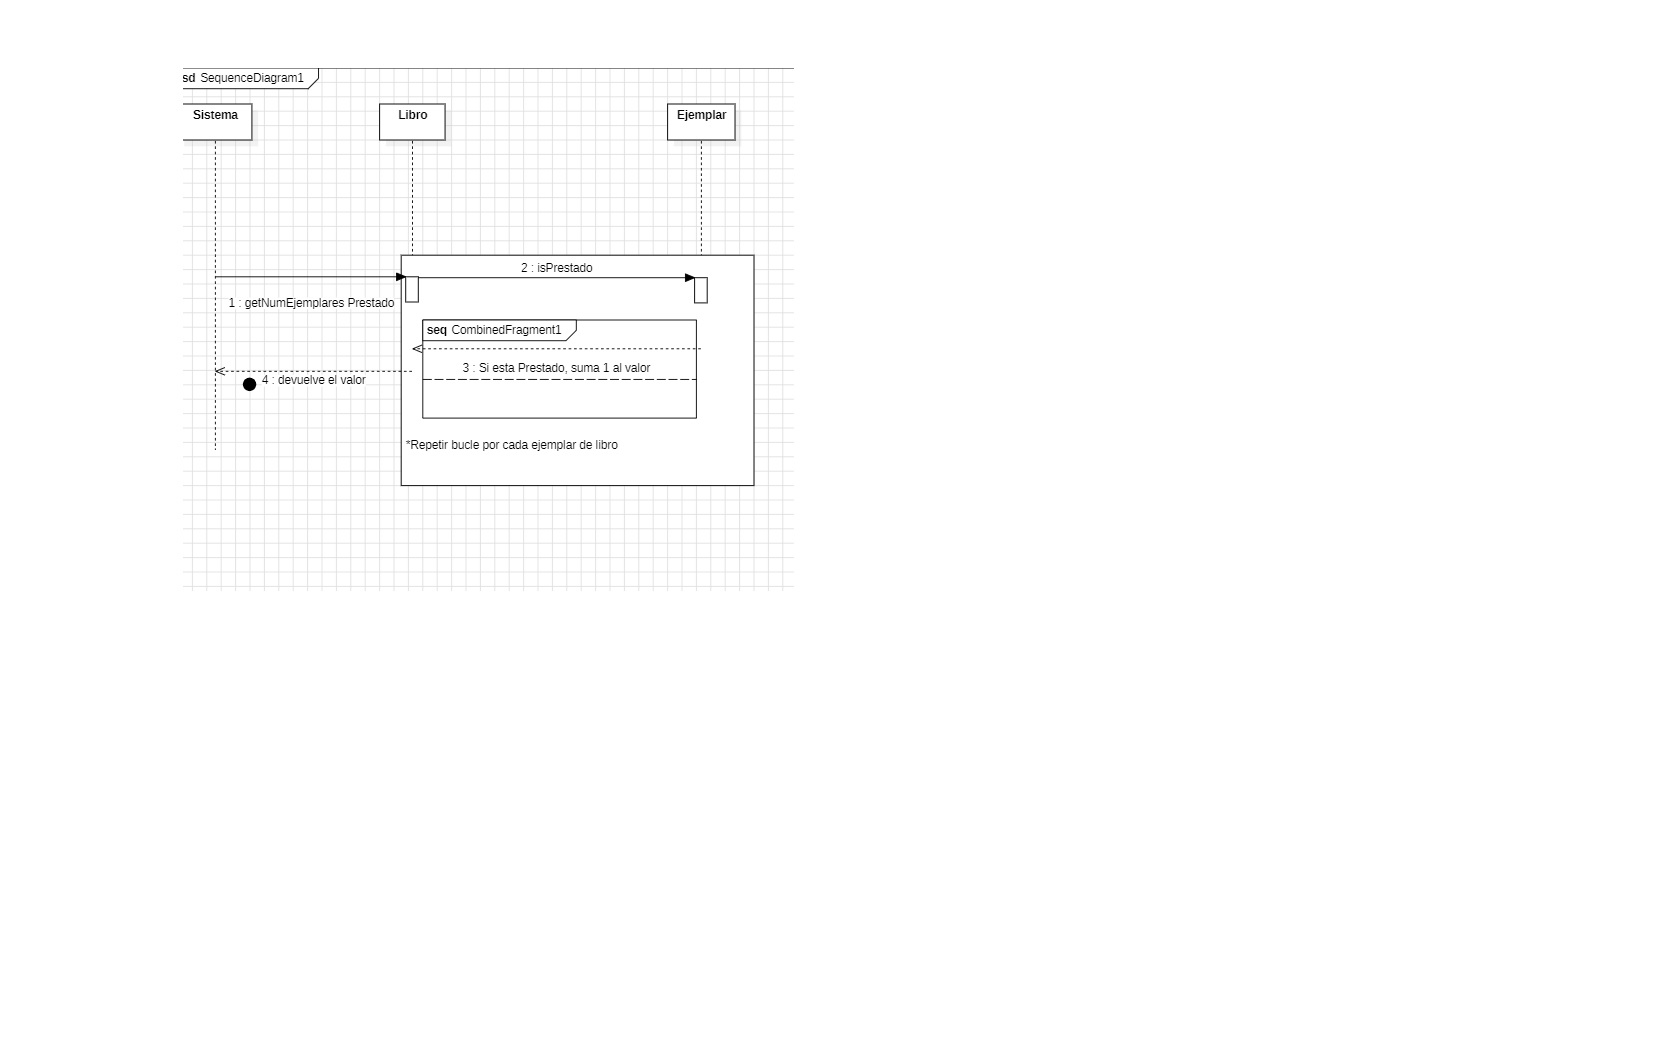 sd SequenceDiagram1
Sistema
Libro
Ejemplar
2 : isPrestado
1 : getNumEjemplares Prestado
seq CombinedFragment1
3 : Si esta Prestado, suma 1 al valor
4 : devuelve el valor
*Repetir bucle por cada ejemplar de libro